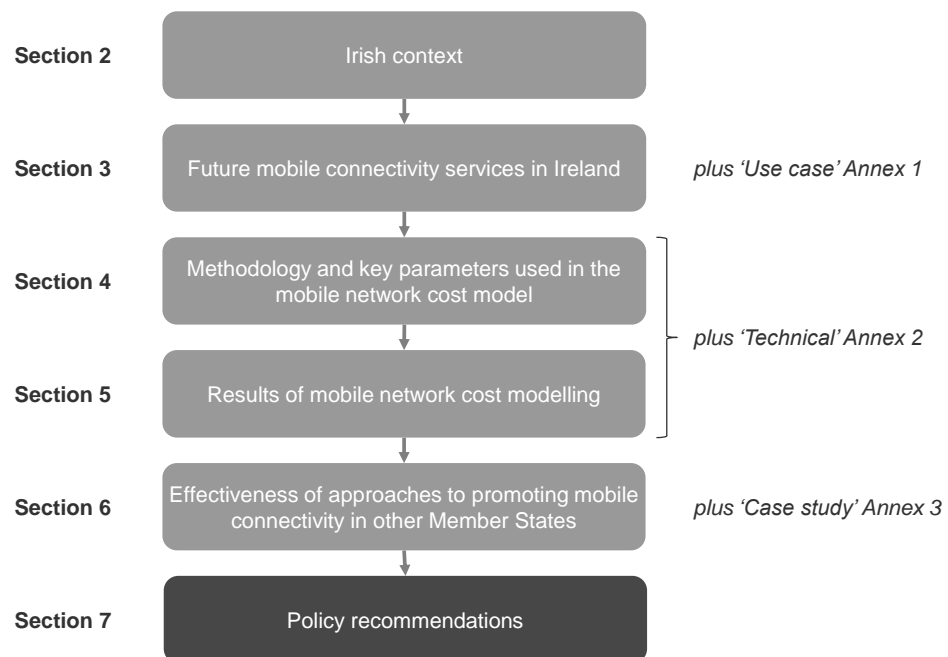 Section 2
Irish context
Section 3
Future mobile connectivity services in Ireland
plus ‘Use case’ Annex 1
Section 4
Methodology and key parameters used in the
mobile network cost model
plus ‘Technical’ Annex 2
Section 5
Results of mobile network cost modelling
Section 6
Effectiveness of approaches to promoting mobile
connectivity in other Member States
plus ‘Case study’ Annex 3
Section 7
Policy recommendations